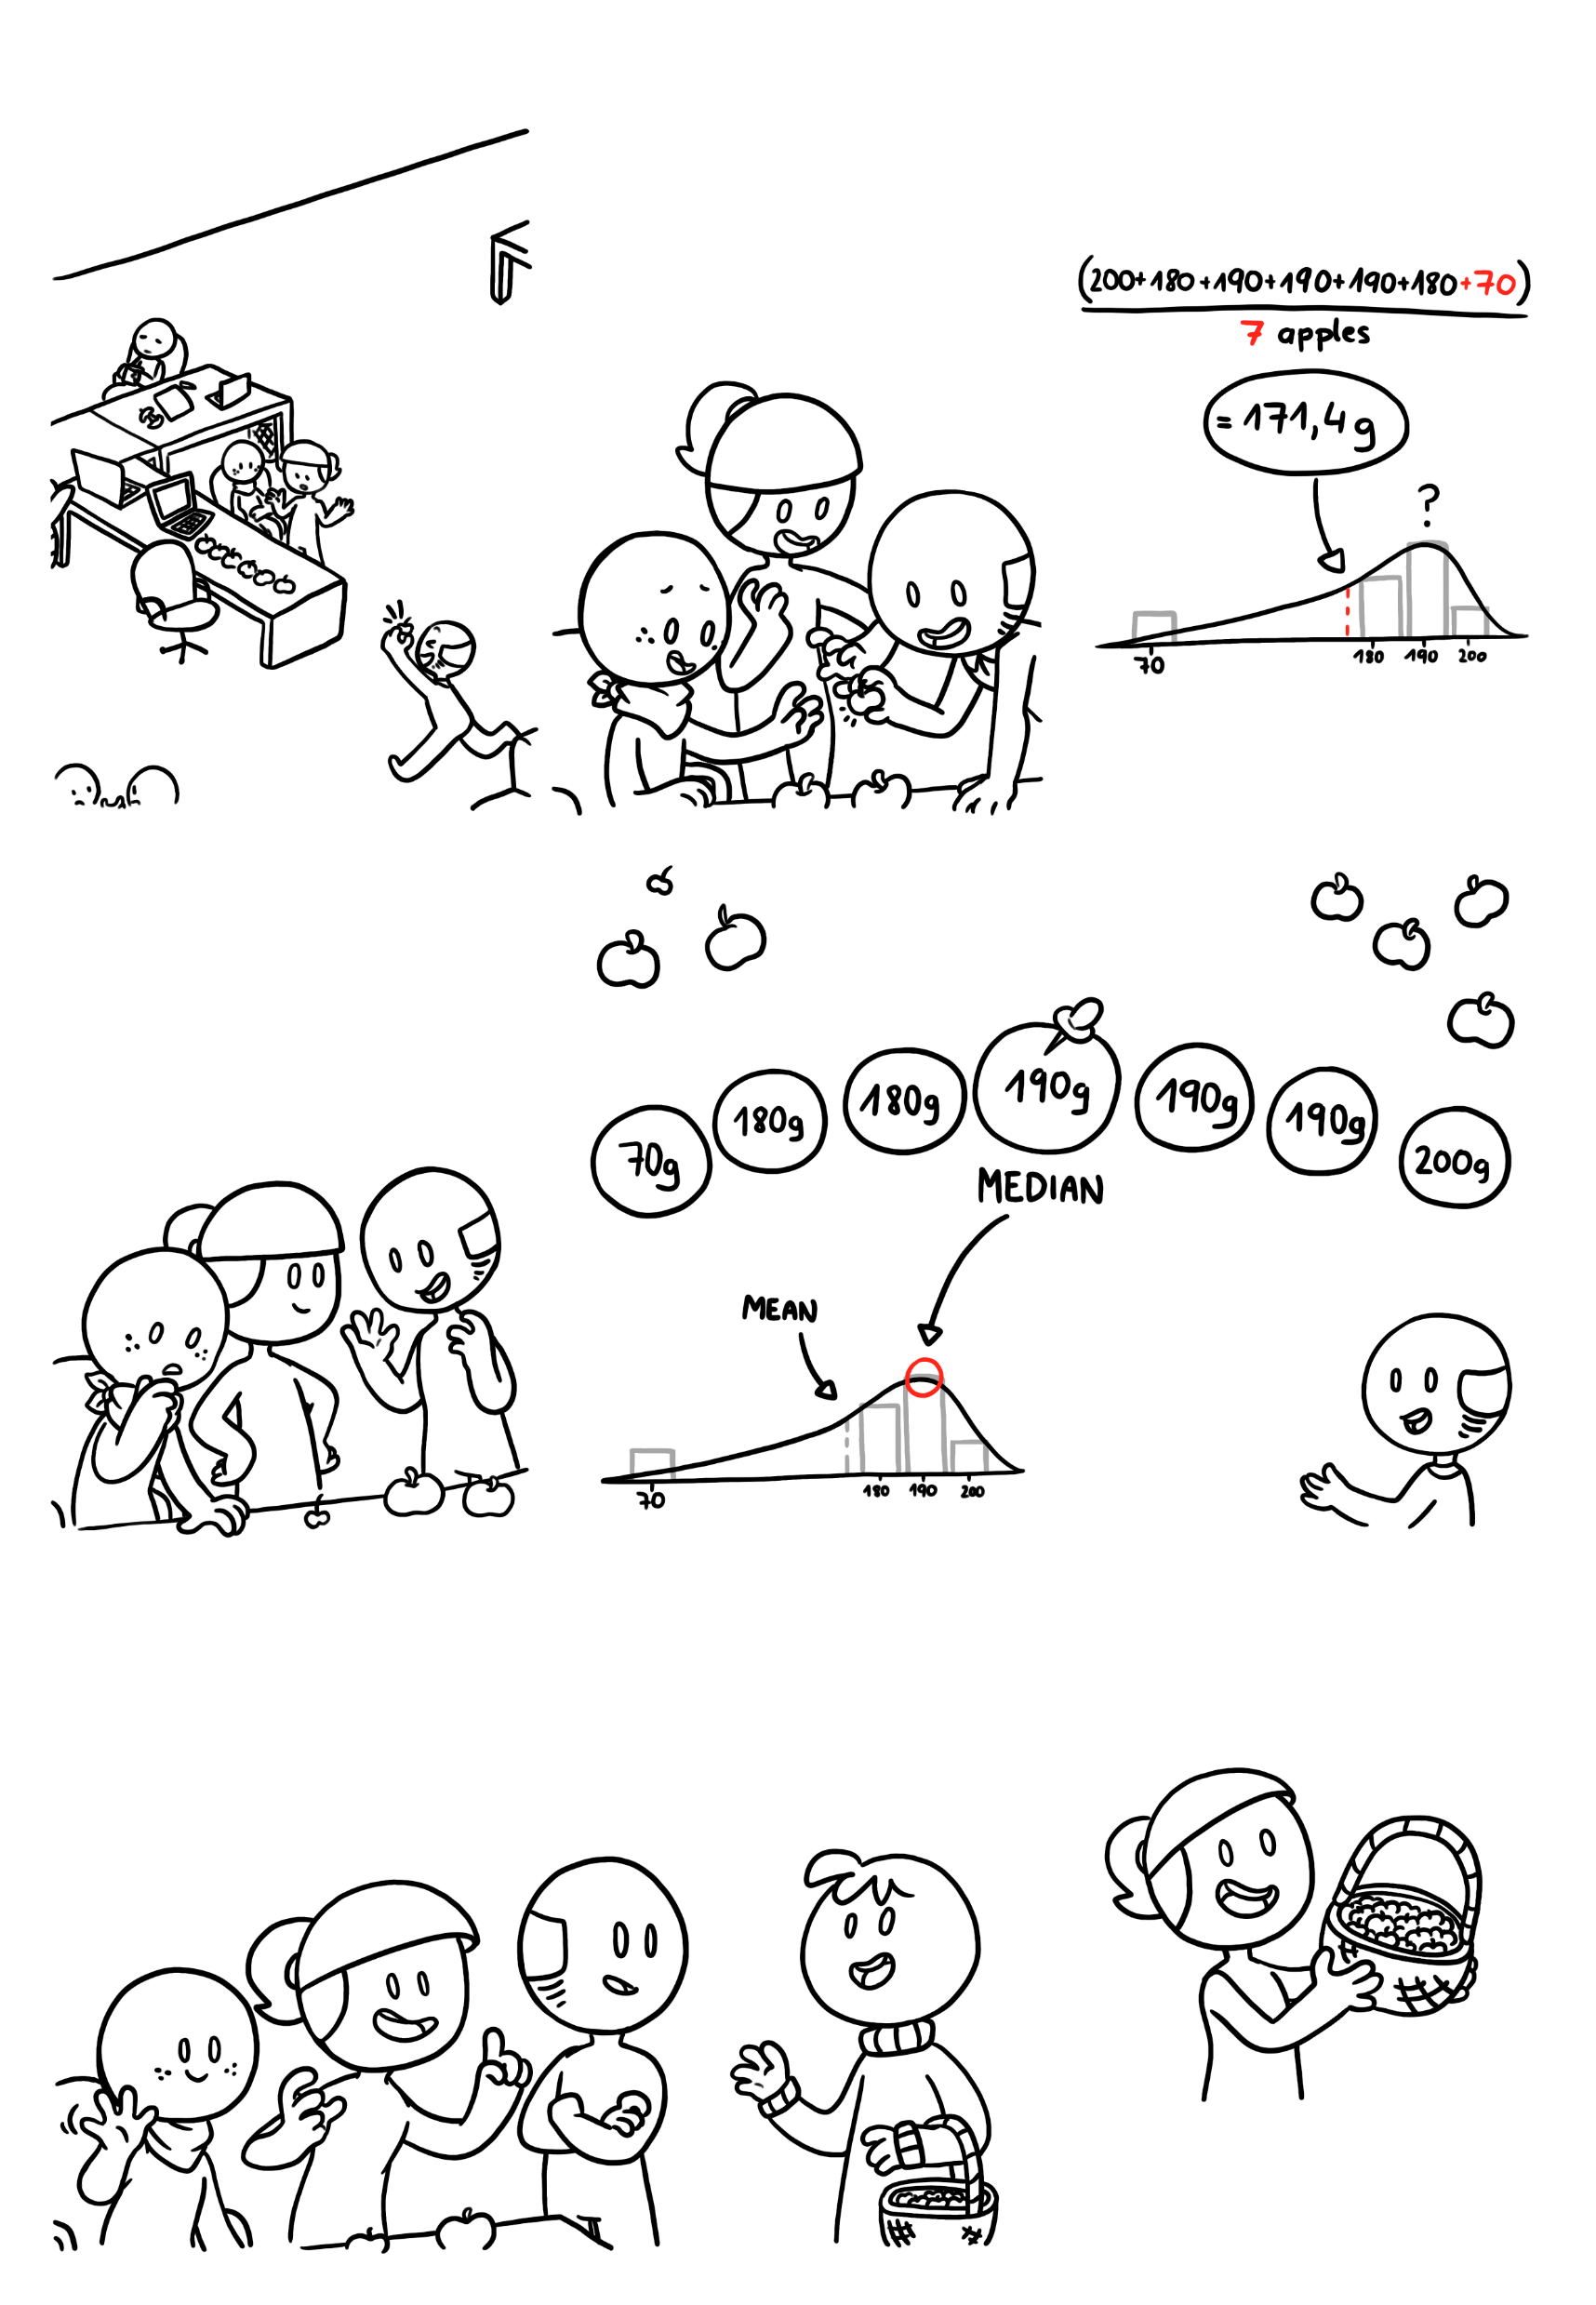 (200+180+190+190+190+180+70)
7 apples
= 171,4g
?
70 180 190 200
70g 180g 180g 190g 190g 190g 200g
MEDIAN
MEAN
70 180 190 200